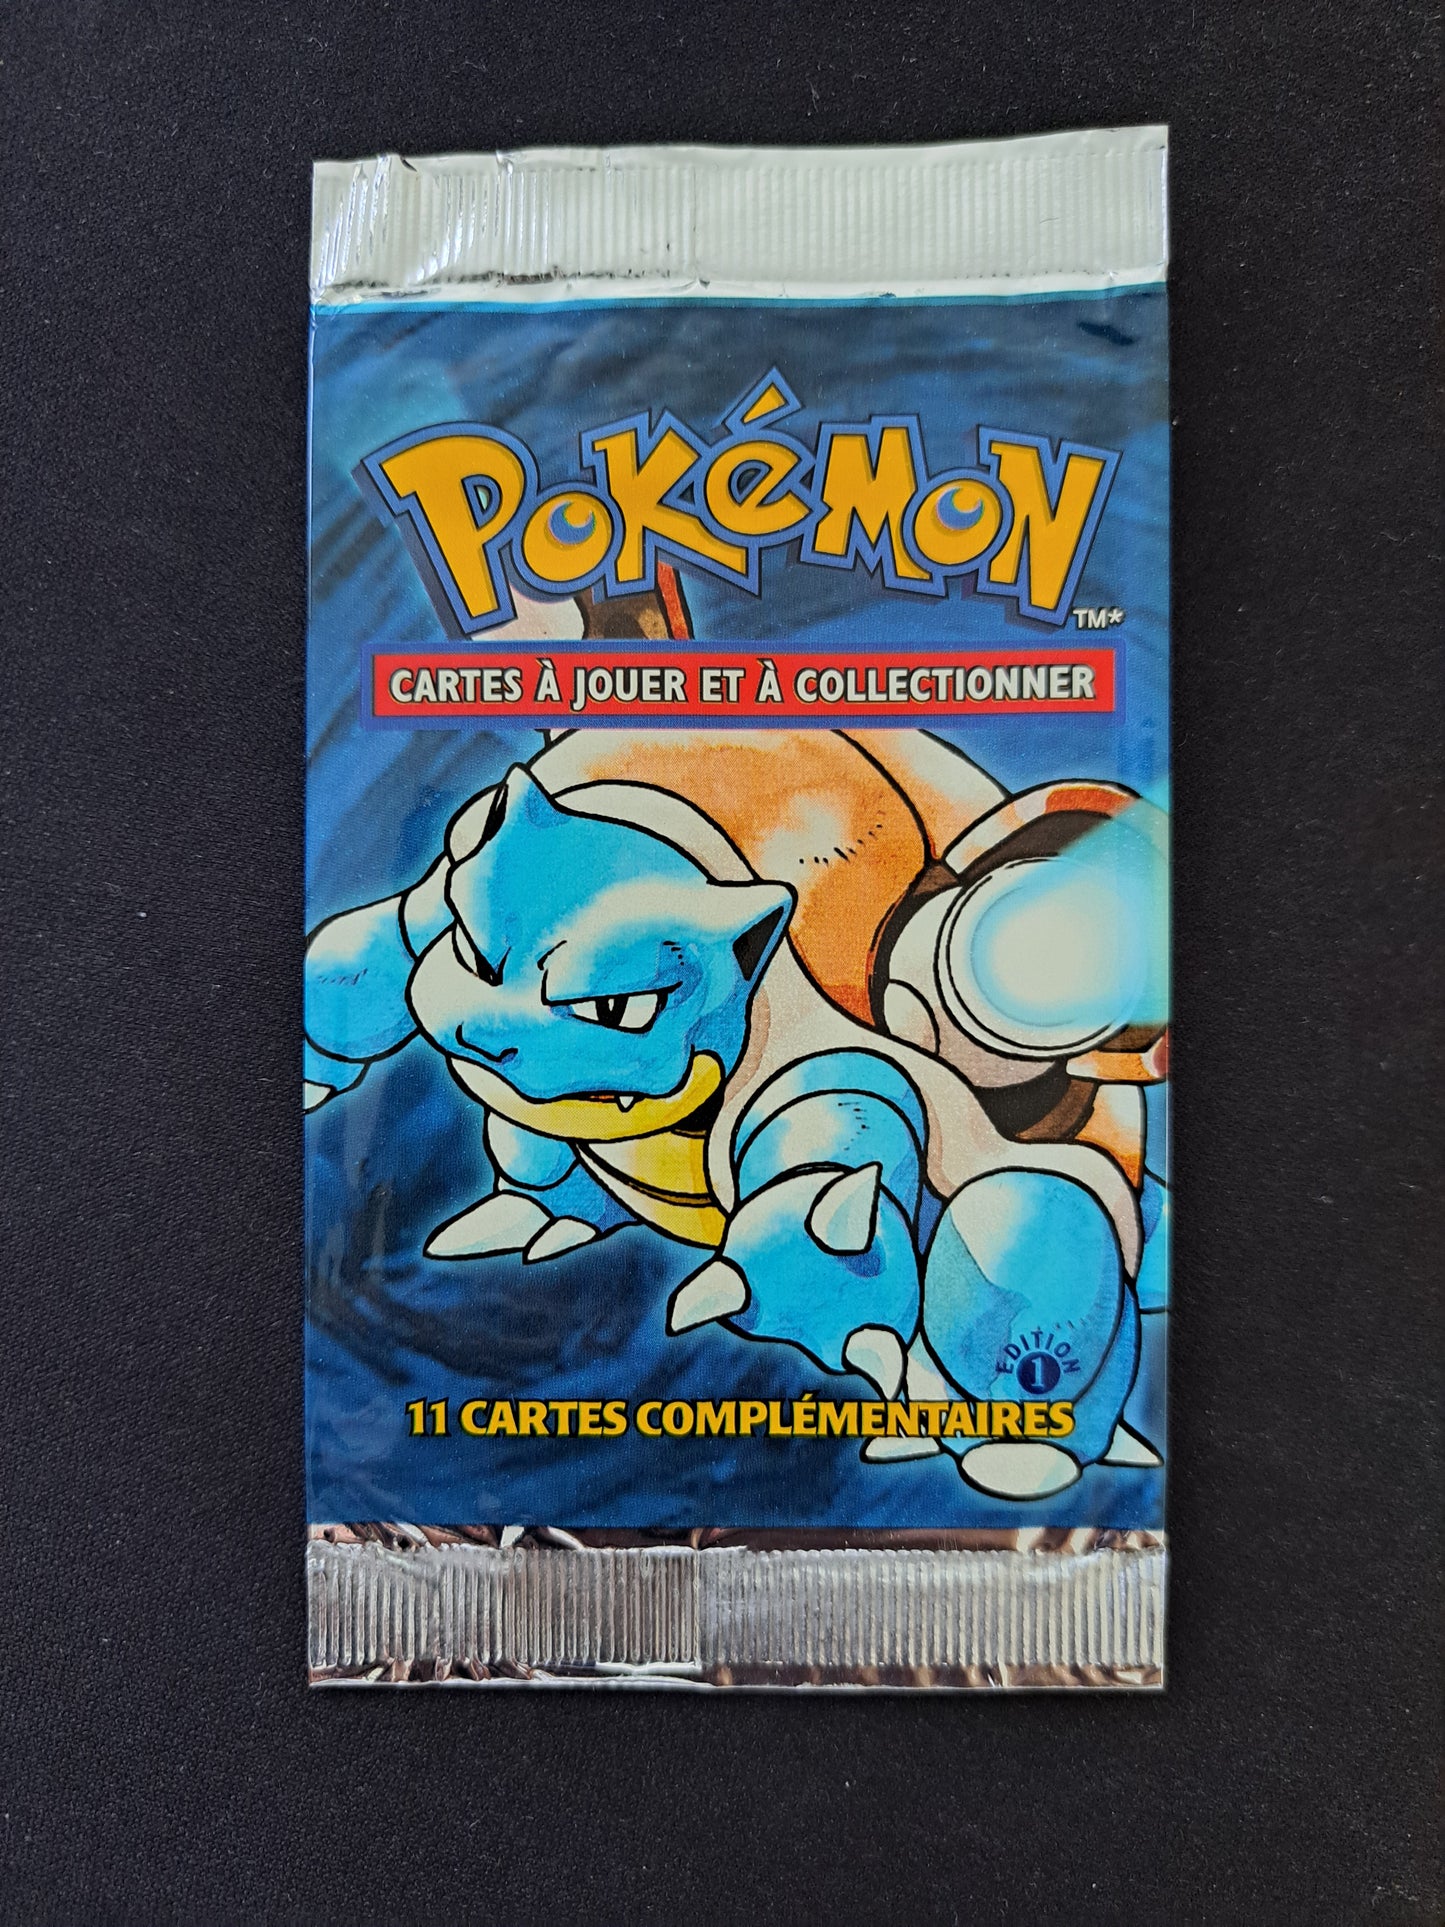 POKéMON
TM*
CARTES À JOUER ET À COLLECTIONNER
EDITION
1
11 CARTES COMPLÉMENTAIRES